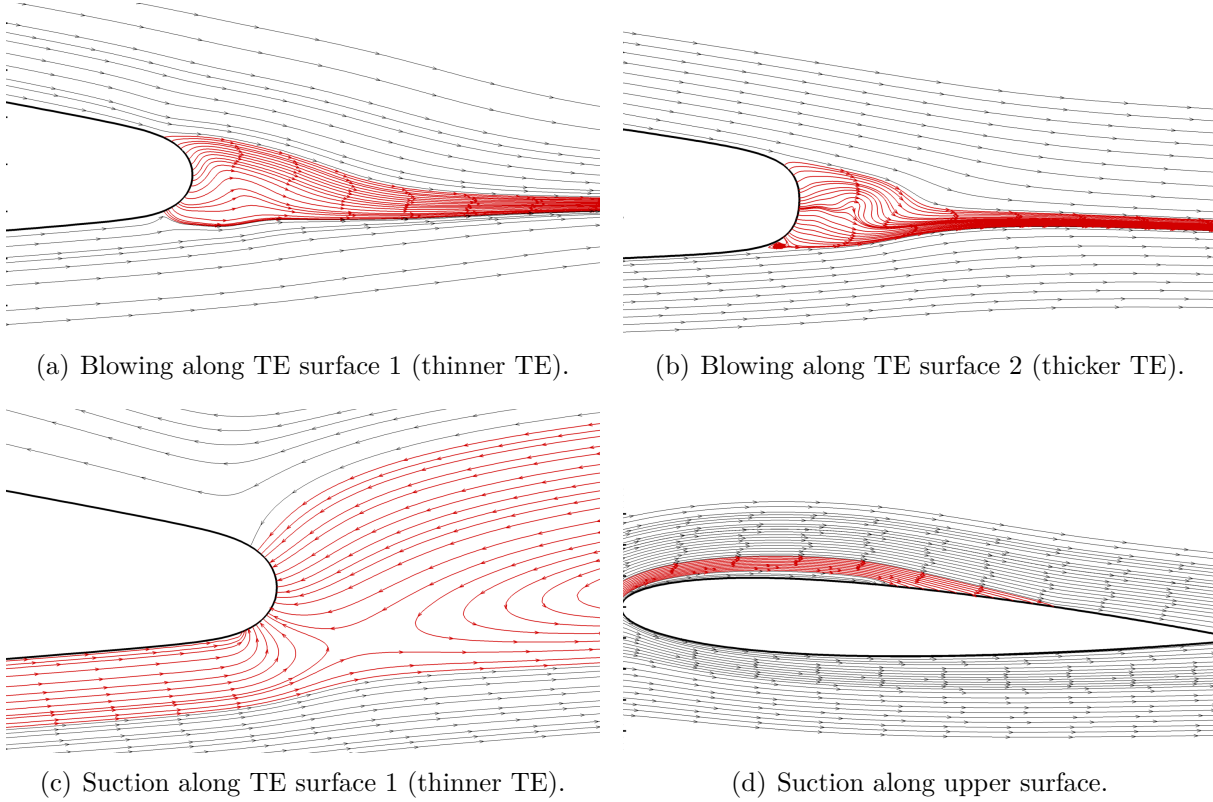 (a) Blowing along TE surface 1 (thinner TE).
(b) Blowing along TE surface 2 (thicker TE).
(c) Suction along TE surface 1 (thinner TE).
(d) Suction along upper surface.